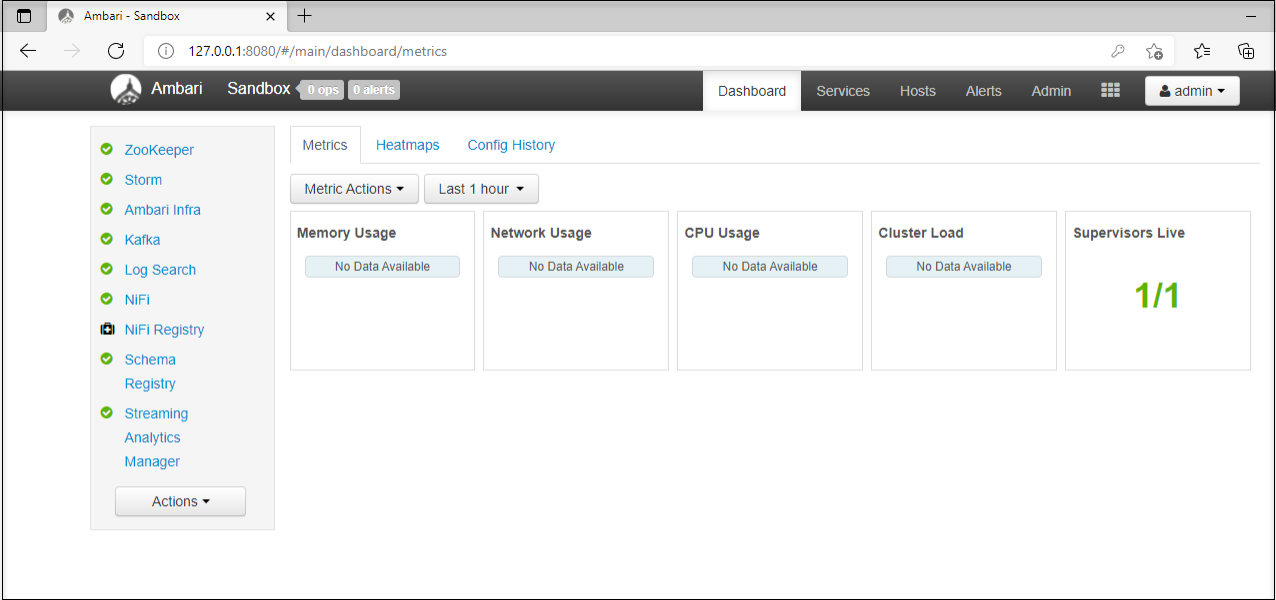 Ambari - Sandbox
127.0.0.1:8080/#/main/dashboard/metrics
Ambari Sandbox 0 ops 0 alerts Dashboard Services Hosts Alerts Admin admin
ZooKeeper
Storm
Ambari Infra
Kafka
Log Search
NiFi
NiFi Registry
Schema
Registry
Streaming
Analytics
Manager
Actions
Metrics Heatmaps Config History
Metric Actions Last 1 hour
Memory Usage Network Usage CPU Usage Cluster Load Supervisors Live
No Data Available No Data Available No Data Available No Data Available
1/1